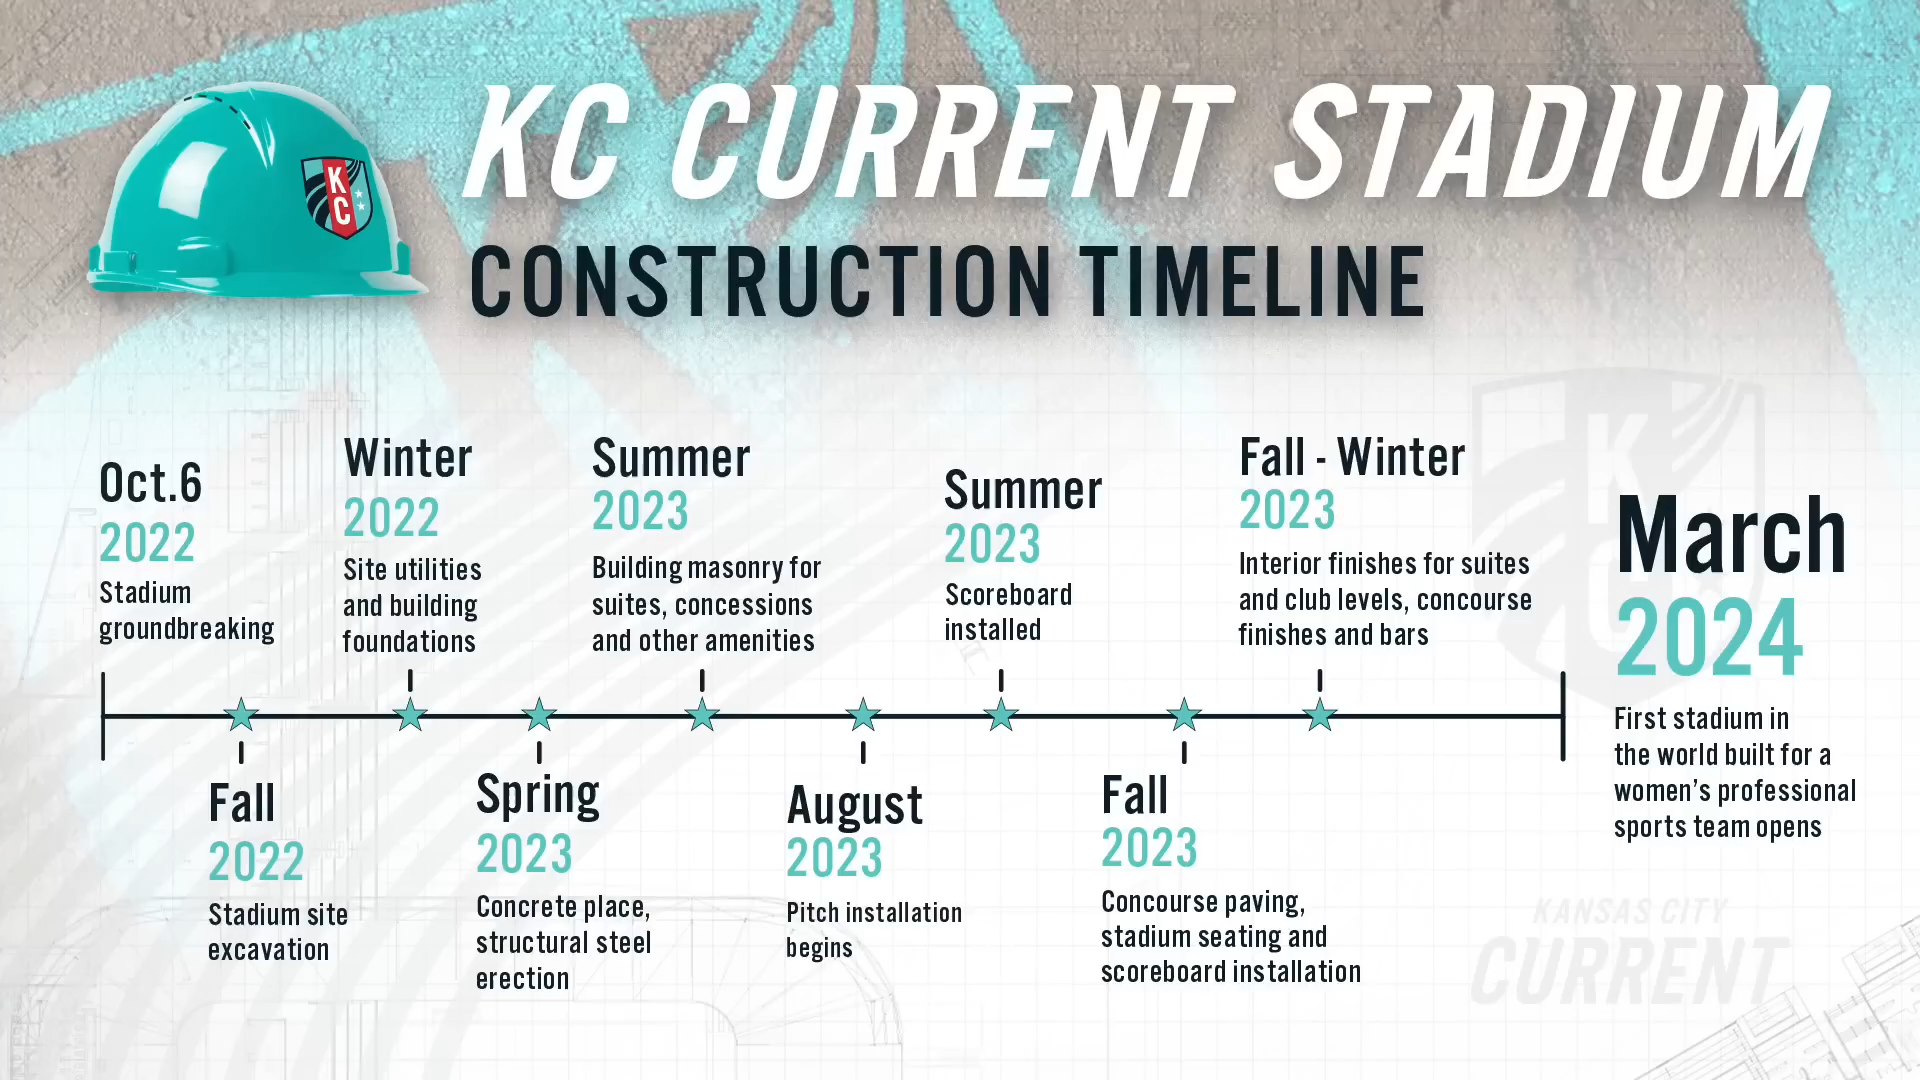 KC
KC CURRENT STADIUM
CONSTRUCTION TIMELINE
Oct.6
2022
Stadium
groundbreaking
Fall
2022
Stadium site
excavation
Winter
2022
Site utilities
and building
foundations
Spring
2023
Concrete place,
structural steel
erection
Summer
2023
Building masonry for
suites, concessions
and other amenities
August
2023
Pitch installation
begins
Summer
2023
Scoreboard
installed
Fall
2023
Concourse paving,
stadium seating and
scoreboard installation
Fall - Winter
2023
Interior finishes for suites
and club levels, concourse
finishes and bars
March
2024
First stadium in
the world built for a
women's professional
sports team opens
KC
KANSAS CITY
CURRENT